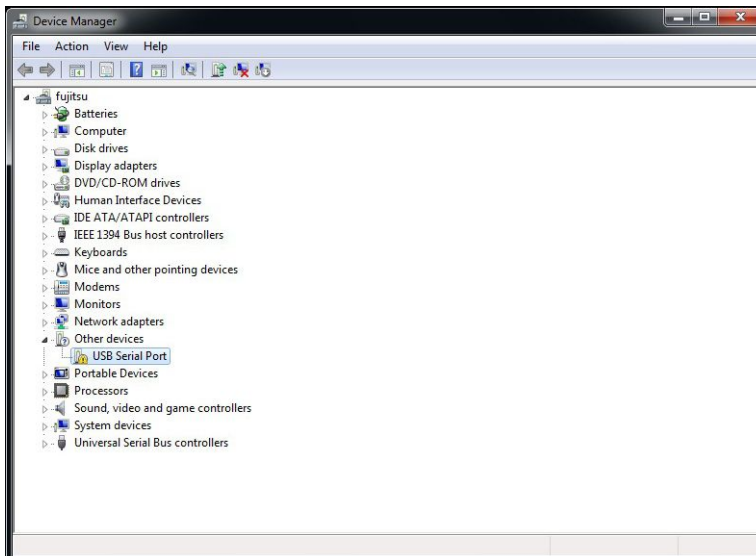 Device Manager
File Action View Help
fujitsu
Batteries
Computer
Disk drives
Display adapters
DVD/CD-ROM drives
Human Interface Devices
IDE ATA/ATAPI controllers
IEEE 1394 Bus host controllers
Keyboards
Mice and other pointing devices
Modems
Monitors
Network adapters
Other devices
USB Serial Port
Portable Devices
Processors
Sound, video and game controllers
System devices
Universal Serial Bus controllers